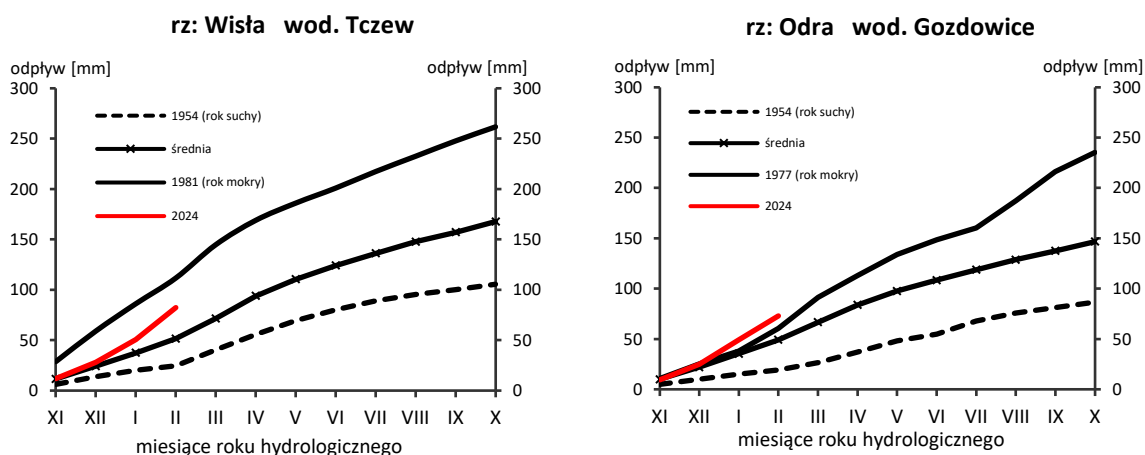 rz: Wisła wod. Tczew
odpływ [mm] odpływ [mm]
300 300
250 250
200 200
150 150
100 100
50 50
0 0
1954 (rok suchy)
średnia
1981 (rok mokry)
2024
XI XII I II III IV V VI VII VIII IX X
miesiące roku hydrologicznego
rz: Odra wod. Gozdowice
odpływ [mm] odpływ [mm]
300 300
250 250
200 200
150 150
100 100
50 50
0 0
1954 (rok suchy)
średnia
1977 (rok mokry)
2024
XI XII I II III IV V VI VII VIII IX X
miesiące roku hydrologicznego